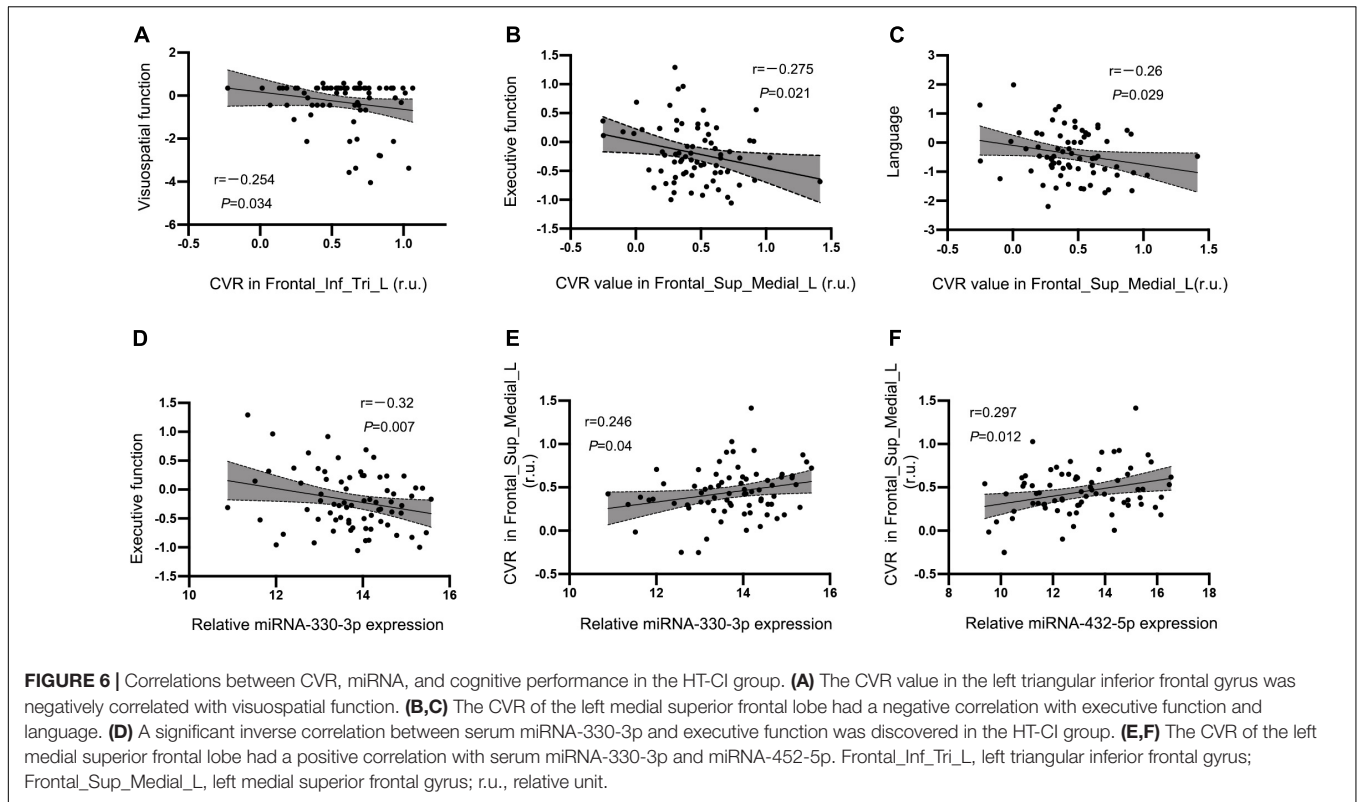 A
B
C
2
0
-2
-4
-6
-0.5
0.0
0.5
1.0
Visuospatial function
r=−0.254
P=0.034
CVR in Frontal_Inf_Tri_L (r.u.)
1.5
1.0
0.5
0.0
-0.5
-1.0
-1.5
-0.5
0.0
0.5
1.0
1.5
Executive function
r=−0.275
P=0.021
CVR value in Frontal_Sup_Medial_L (r.u.)
3
2
1
0
-1
-2
-3
-0.5
0.0
0.5
1.0
1.5
Language
r=−0.26
P=0.029
CVR value in Frontal_Sup_Medial_L(r.u.)
D
E
F
1.5
1.0
0.5
0.0
-0.5
-1.0
-1.5
10
12
14
16
Executive function
r=−0.32
P=0.007
Relative miRNA-330-3p expression
1.5
1.0
0.5
0.0
-0.5
10
12
14
16
CVR in Frontal_Sup_Medial_L
(r.u.)
r=0.246
P=0.04
Relative miRNA-330-3p expression
1.5
1.0
0.5
0.0
-0.5
8
10
12
14
16
18
CVR in Frontal_Sup_Medial_L
(r.u.)
r=0.297
P=0.012
Relative miRNA-432-5p expression
FIGURE 6 | Correlations between CVR, miRNA, and cognitive performance in the HT-CI group. (A) The CVR value in the left triangular inferior frontal gyrus was
negatively correlated with visuospatial function. (B,C) The CVR of the left medial superior frontal lobe had a negative correlation with executive function and
language. (D) A significant inverse correlation between serum miRNA-330-3p and executive function was discovered in the HT-CI group. (E,F) The CVR of the left
medial superior frontal lobe had a positive correlation with serum miRNA-330-3p and miRNA-452-5p. Frontal_Inf_Tri_L, left triangular inferior frontal gyrus;
Frontal_Sup_Medial_L, left medial superior frontal gyrus; r.u., relative unit.